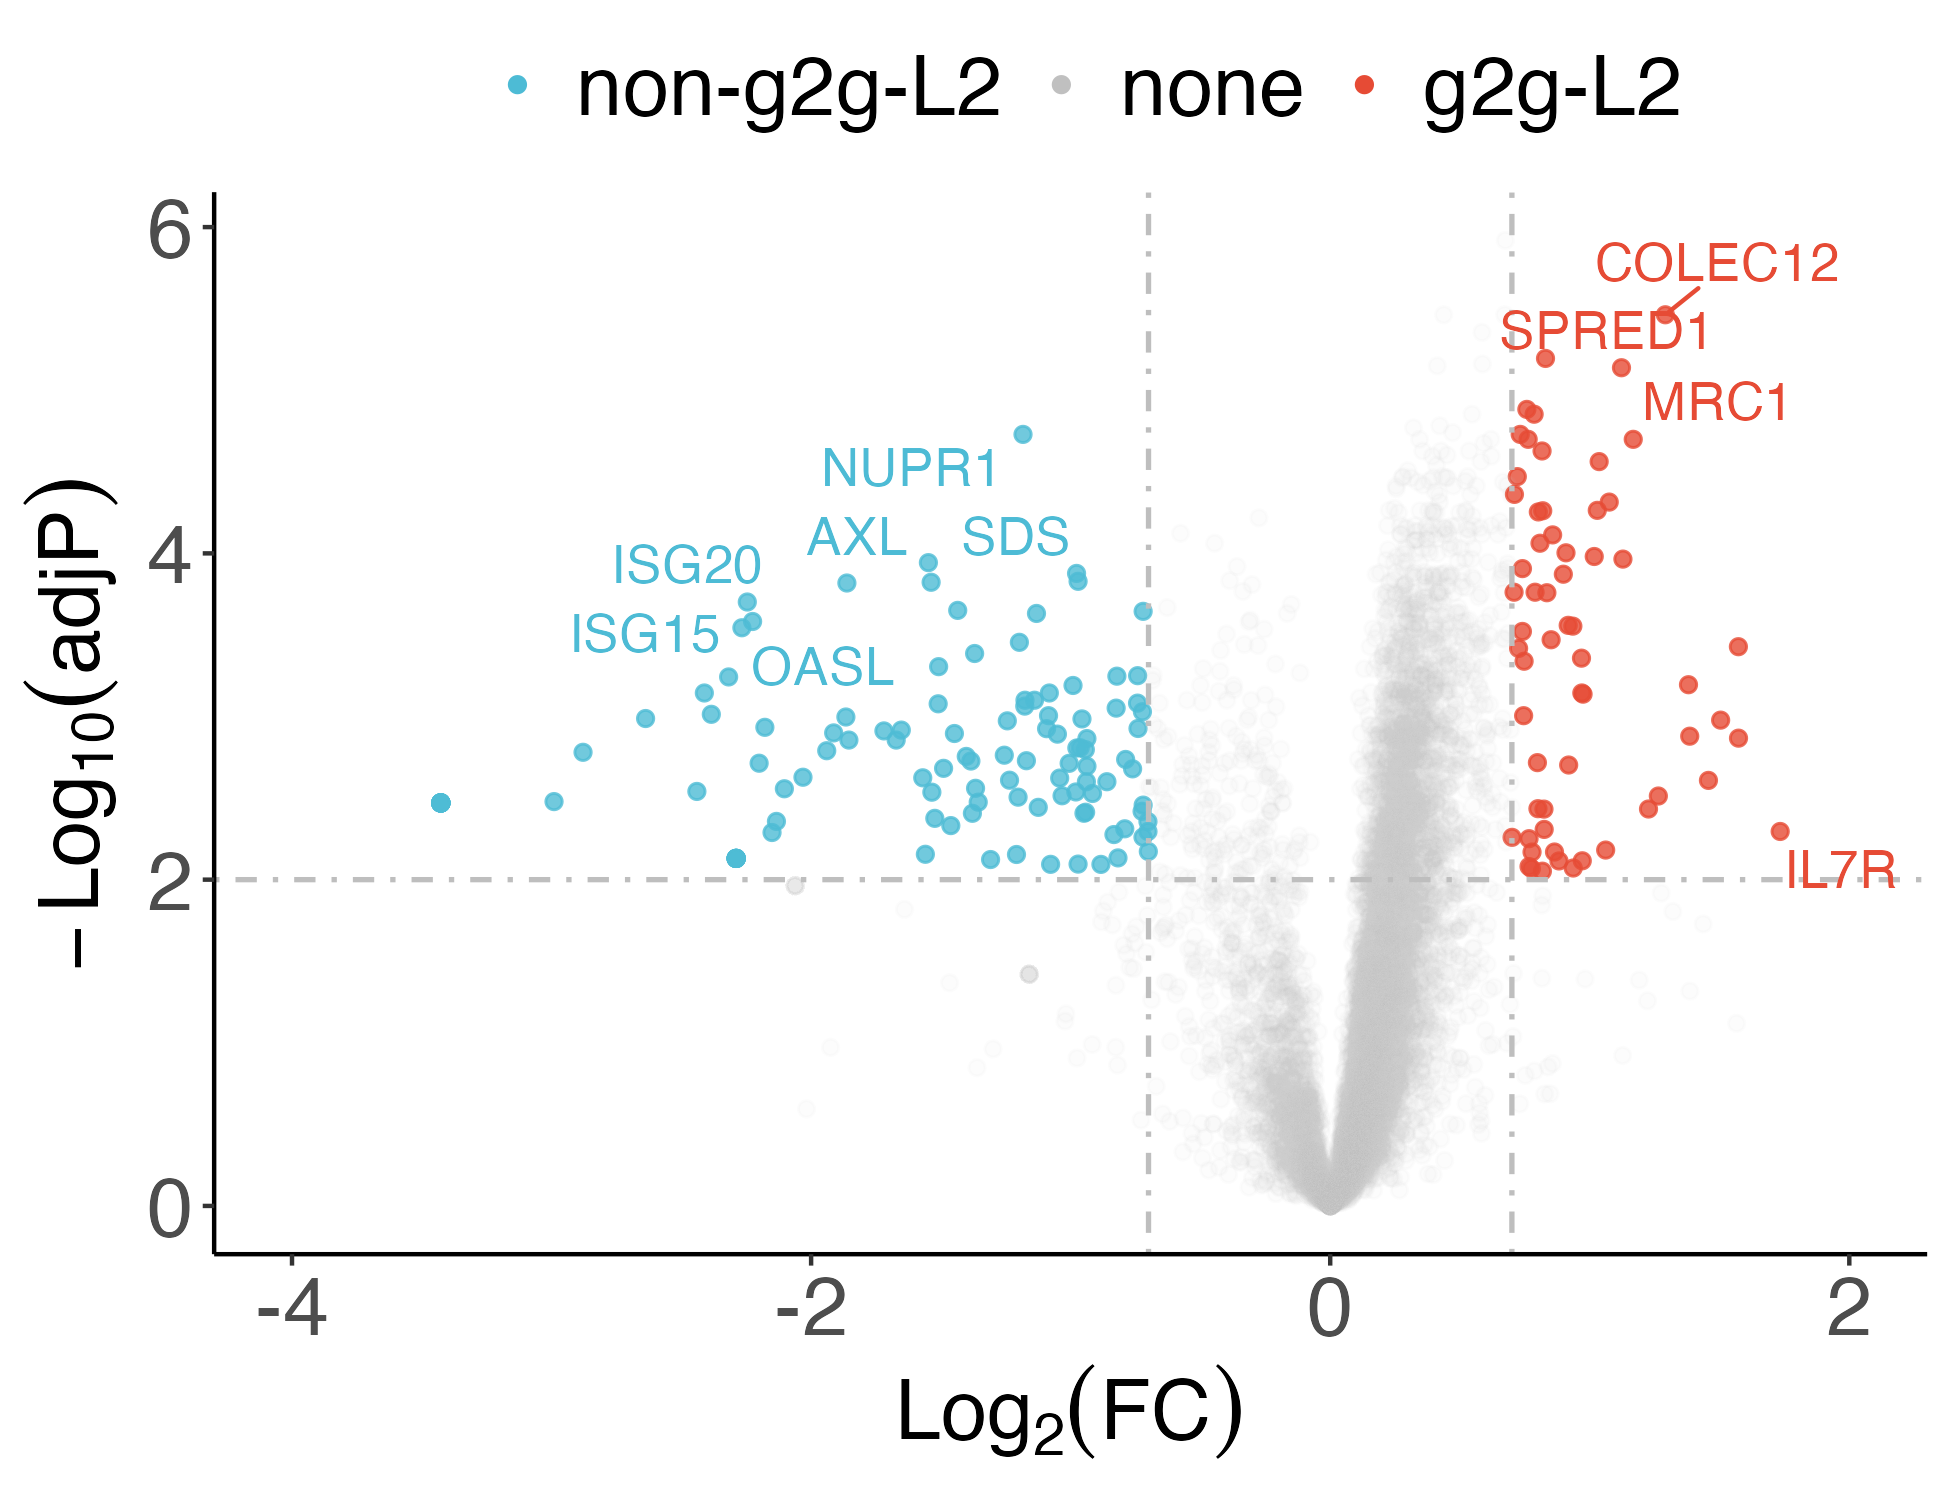 non-g2g-L2 none g2g-L2
6
4
2
0
− Log₁₀(adjP)
COLEC12
SPRED1
MRC1
NUPR1
AXL SDS
ISG20
ISG15
OASL
IL7R
-4 -2 0 2
Log₂(FC)